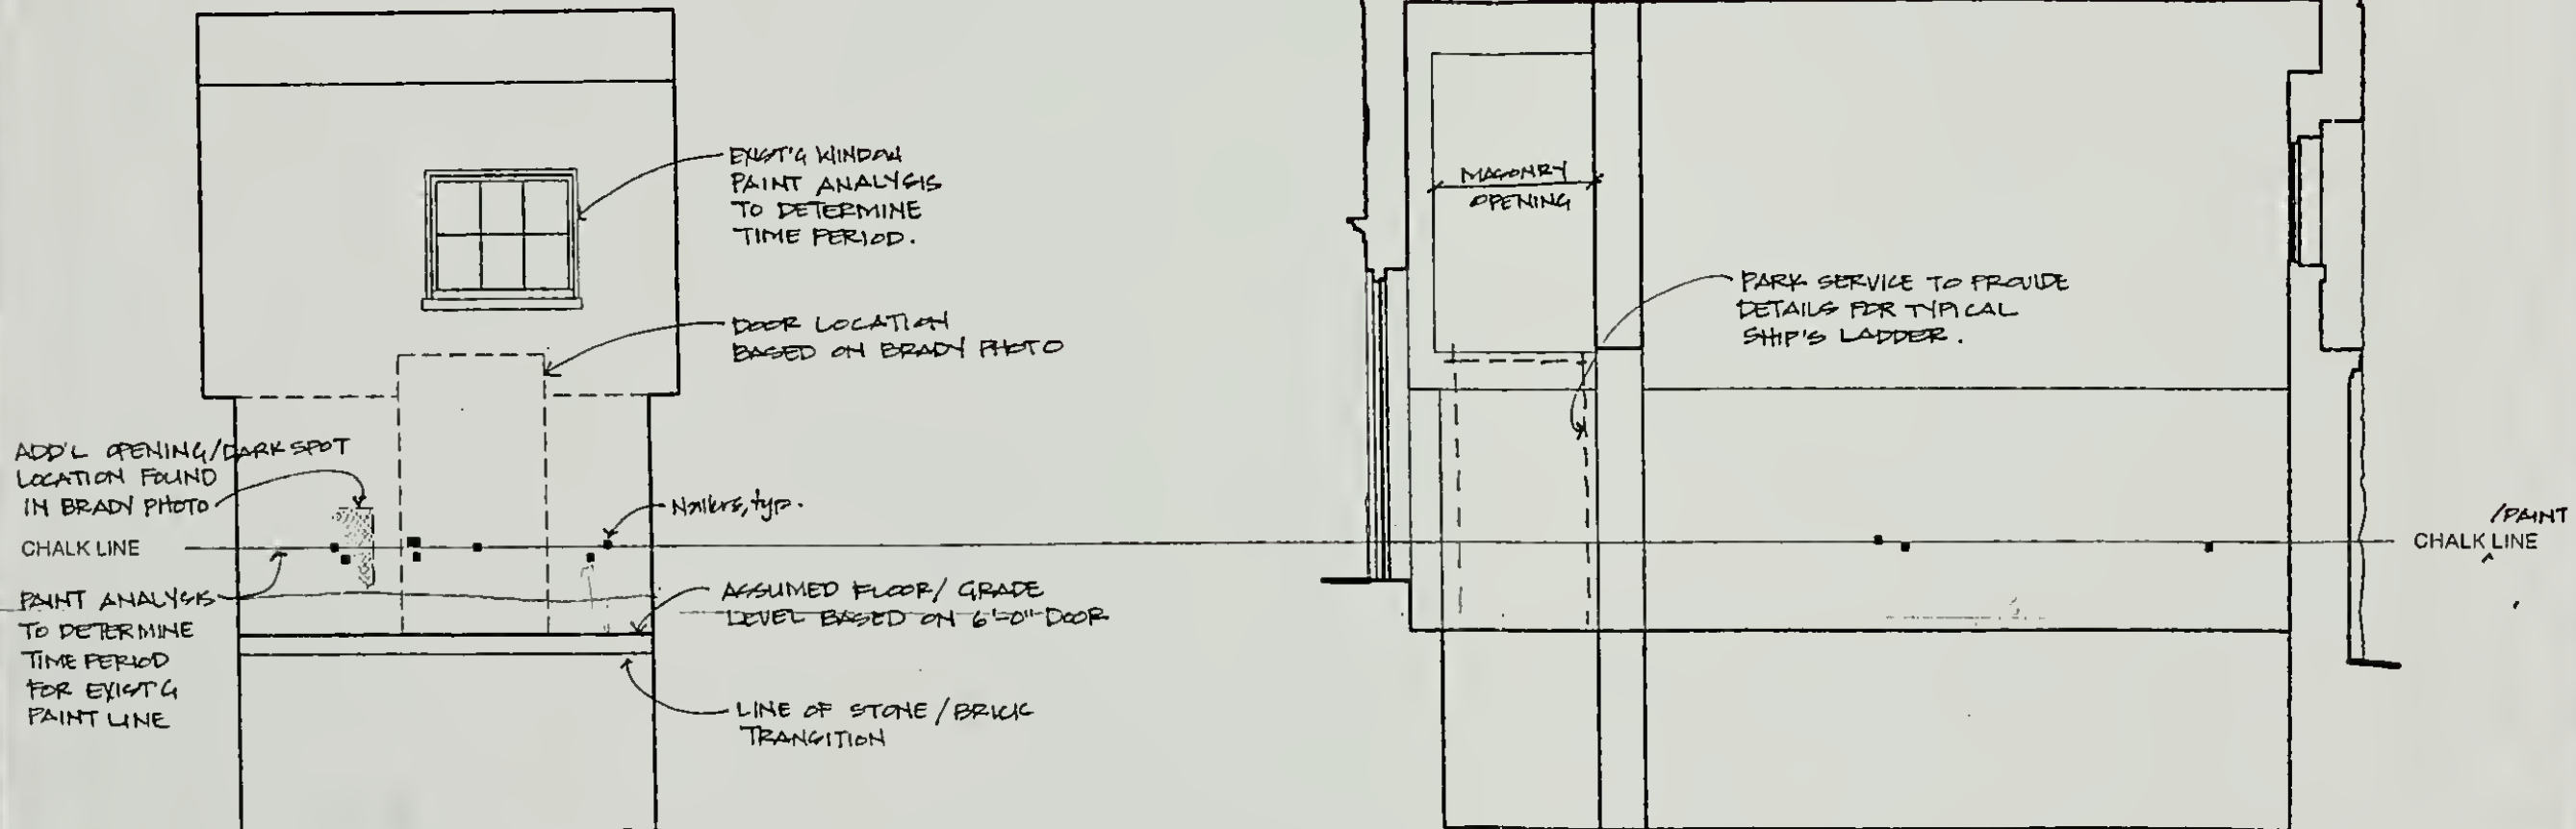 EXIST'G WINDOW
PAINT ANALYSIS
TO DETERMINE
TIME PERIOD.
DOOR LOCATION
BASED ON BRADY PHOTO
ADD'L OPENING/DARK SPOT
LOCATION FOUND
IN BRADY PHOTO
Nailers, typ.
CHALK LINE
PAINT ANALYSIS
TO DETERMINE
TIME PERIOD
FOR EXIST'G
PAINT LINE
ASSUMED FLOOR/GRADE
LEVEL BASED ON 6'-0" DOOR
LINE OF STONE/BRICK
TRANSITION
MASONRY
OPENING
PARK SERVICE TO PROVIDE
DETAILS FOR TYPICAL
SHIP'S LADDER.
/PAINT
CHALK LINE